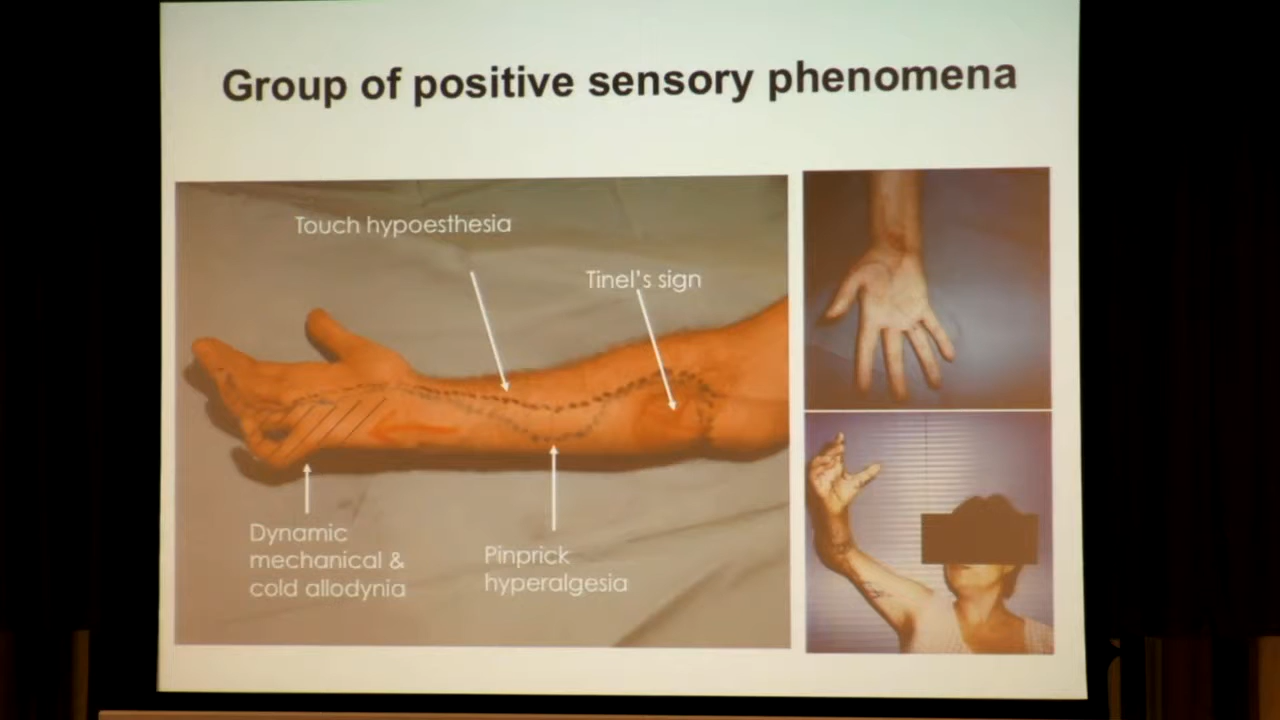 Group of positive sensory phenomena
Touch hypoesthesia
Tinel's sign
Dynamic
mechanical &
cold allodynia
Pinprick
hyperalgesia